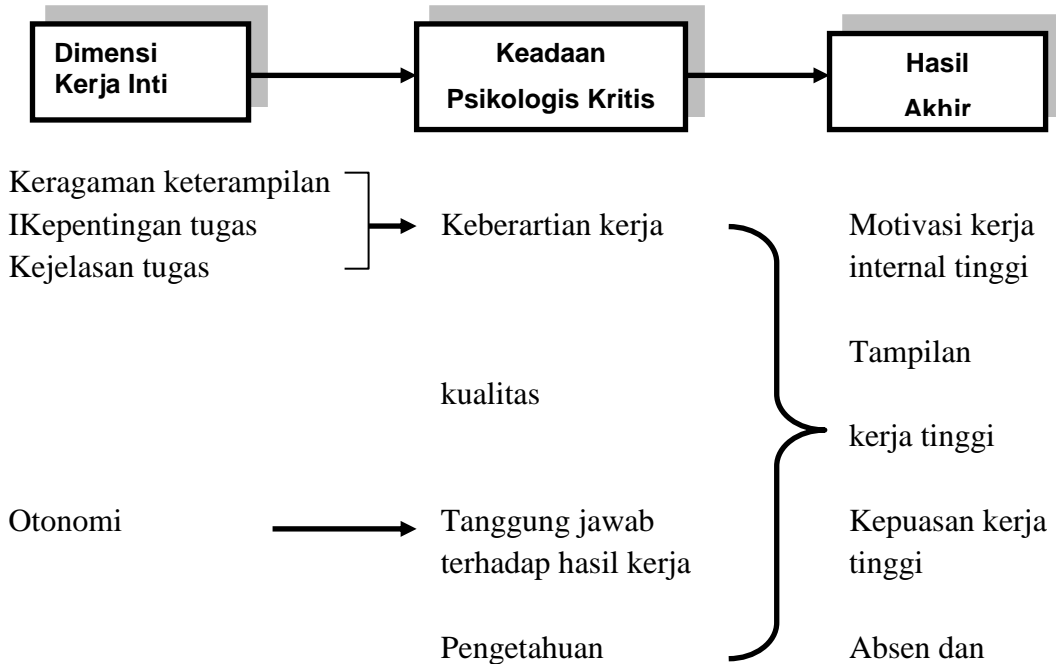 Dimensi
Kerja Inti
Keadaan
Psikologis Kritis
Hasil
Akhir
Keragaman keterampilan
IKepentingan tugas
Kejelasan tugas
Keberartian kerja
Motivasi kerja
internal tinggi
Tampilan
kualitas
kerja tinggi
Otonomi
Tanggung jawab
terhadap hasil kerja
Kepuasan kerja
tinggi
Pengetahuan
Absen dan